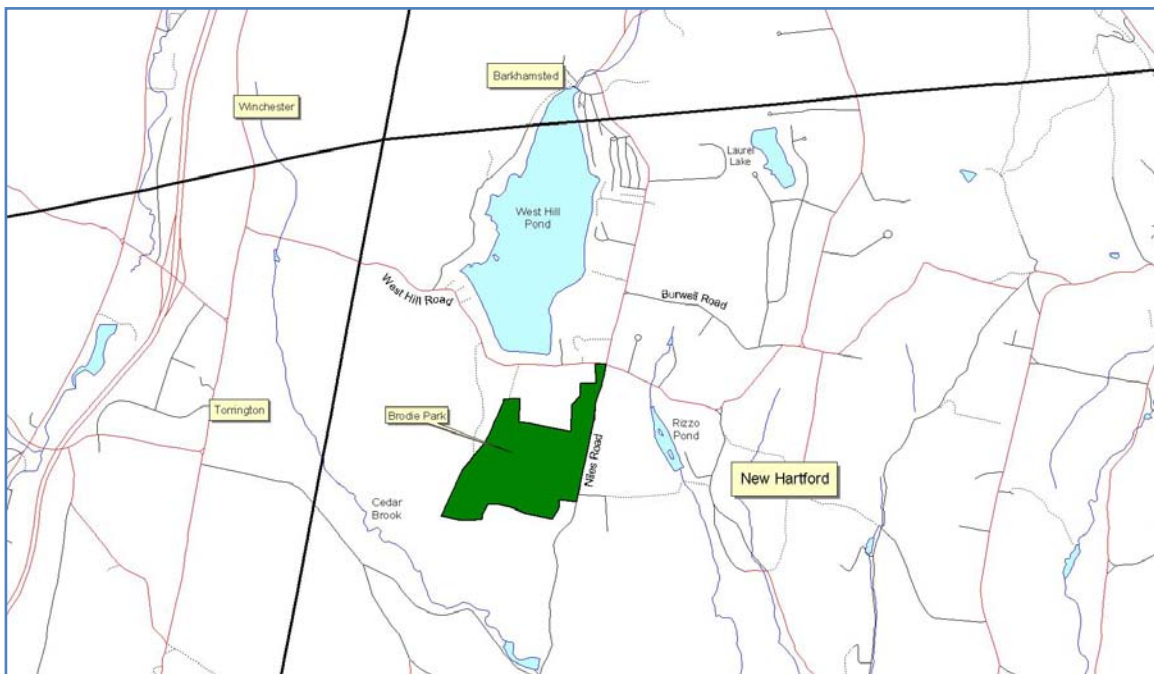 Barkhamsted
Winchester
Laurel
Lake
West Hill
Pond
West Hill Road
Burwell Road
Torrington
Brodie Park
Rizzo
Pond
Niles Road
New Hartford
Cedar
Brook